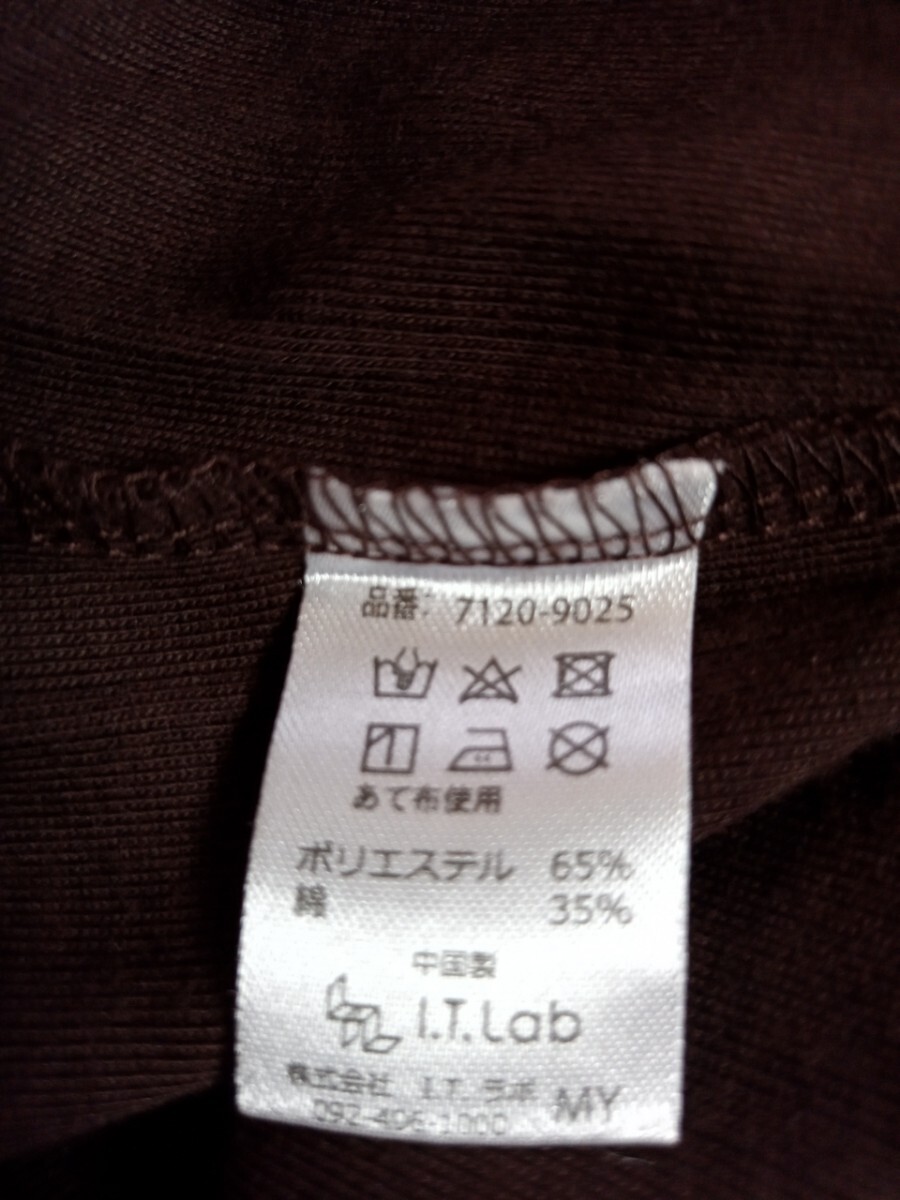 品番: 7120-9025
あて布使用
ポリエステル 65%
綿 35%
中国製
I.T.Lab
株式会社 I.T.ラボ
092-406-1000 MY